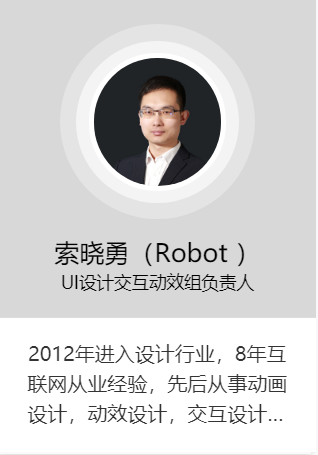 索晓勇（Robot ）
UI设计交互动效组负责人
2012年进入设计行业，8年互
联网从业经验，先后从事动画
设计，动效设计，交互设计...